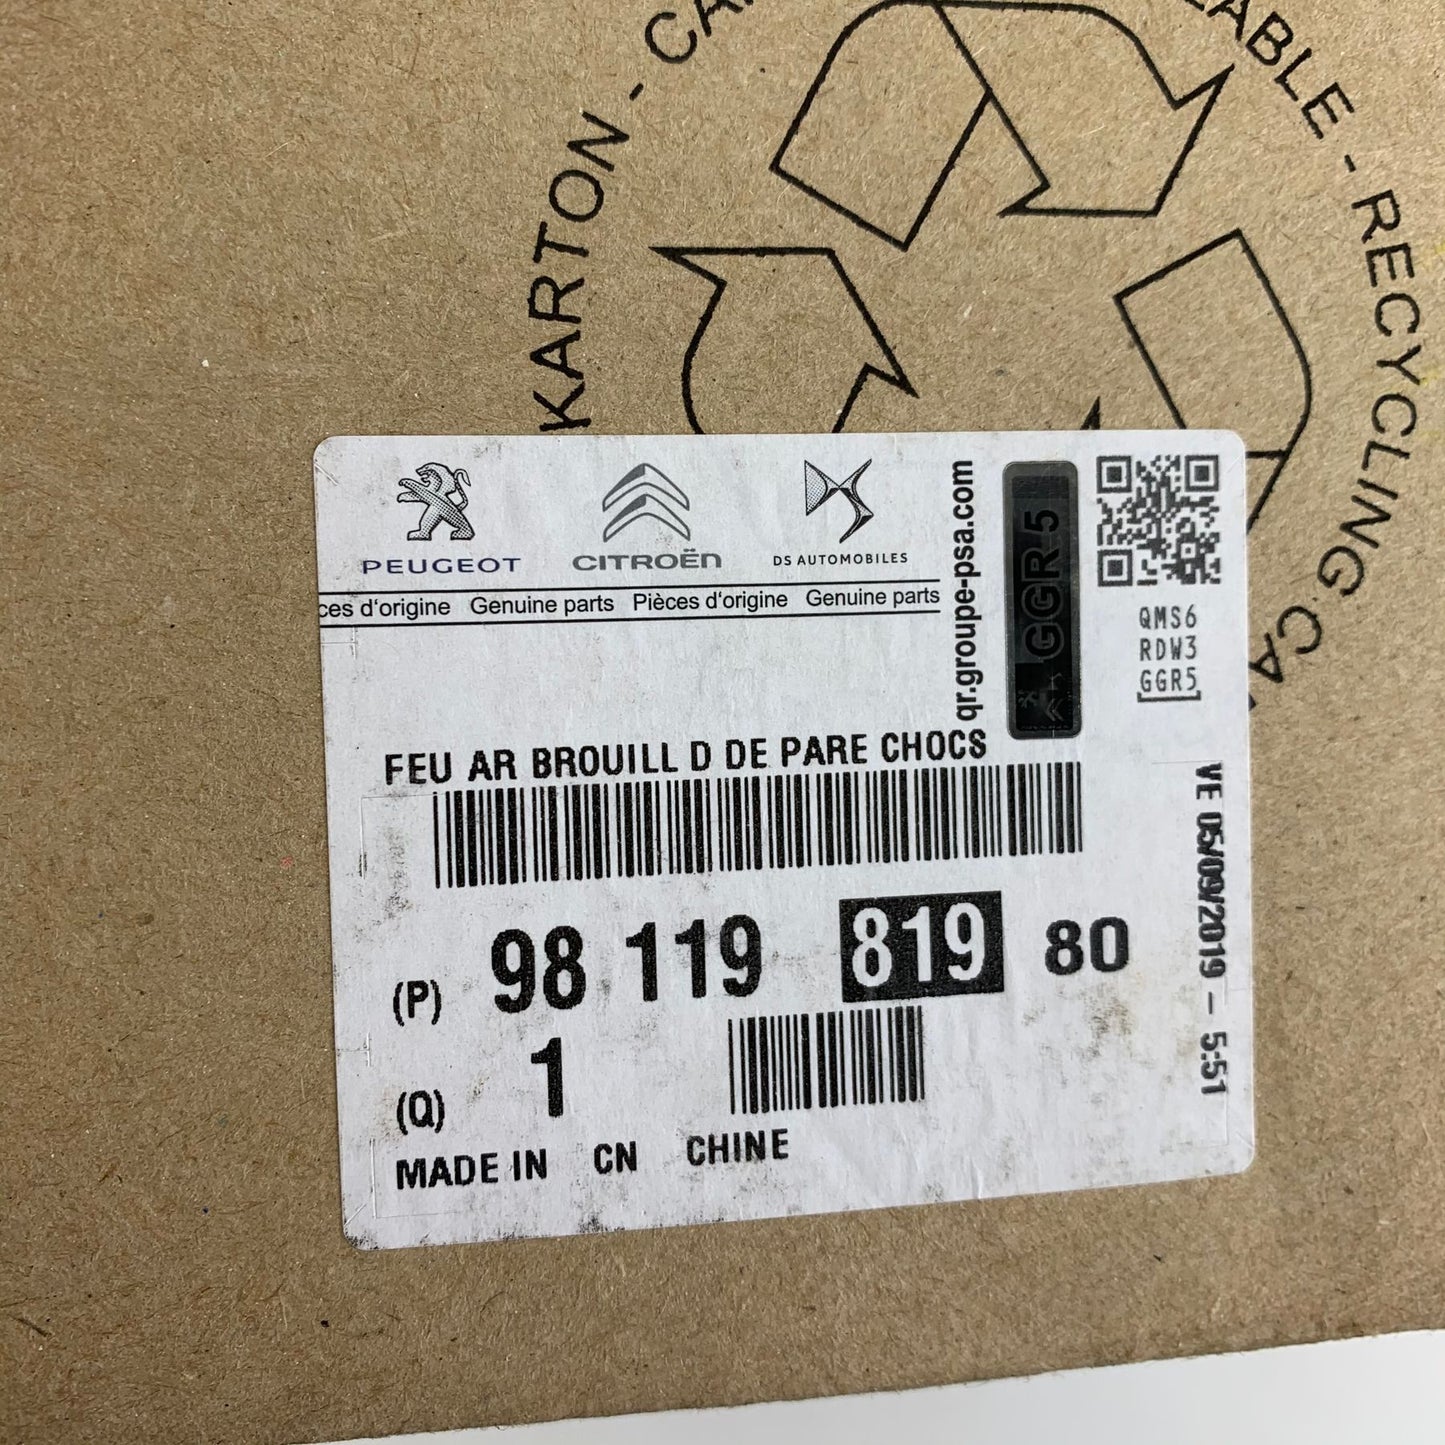 KARTON - CA
ABLE - RECYCLING CA
PEUGEOT CITROËN DS AUTOMOBILES
ces d'origine Genuine parts Pièces d'origine Genuine parts
qr.groupe-psa.com
GGR5
QMS6
RDW3
GGR5
FEU AR BROUILL D DE PARE CHOCS
(P) 98 119 819 80
(Q) 1
MADE IN CN CHINE
VE 05/09/2019 - 5:51